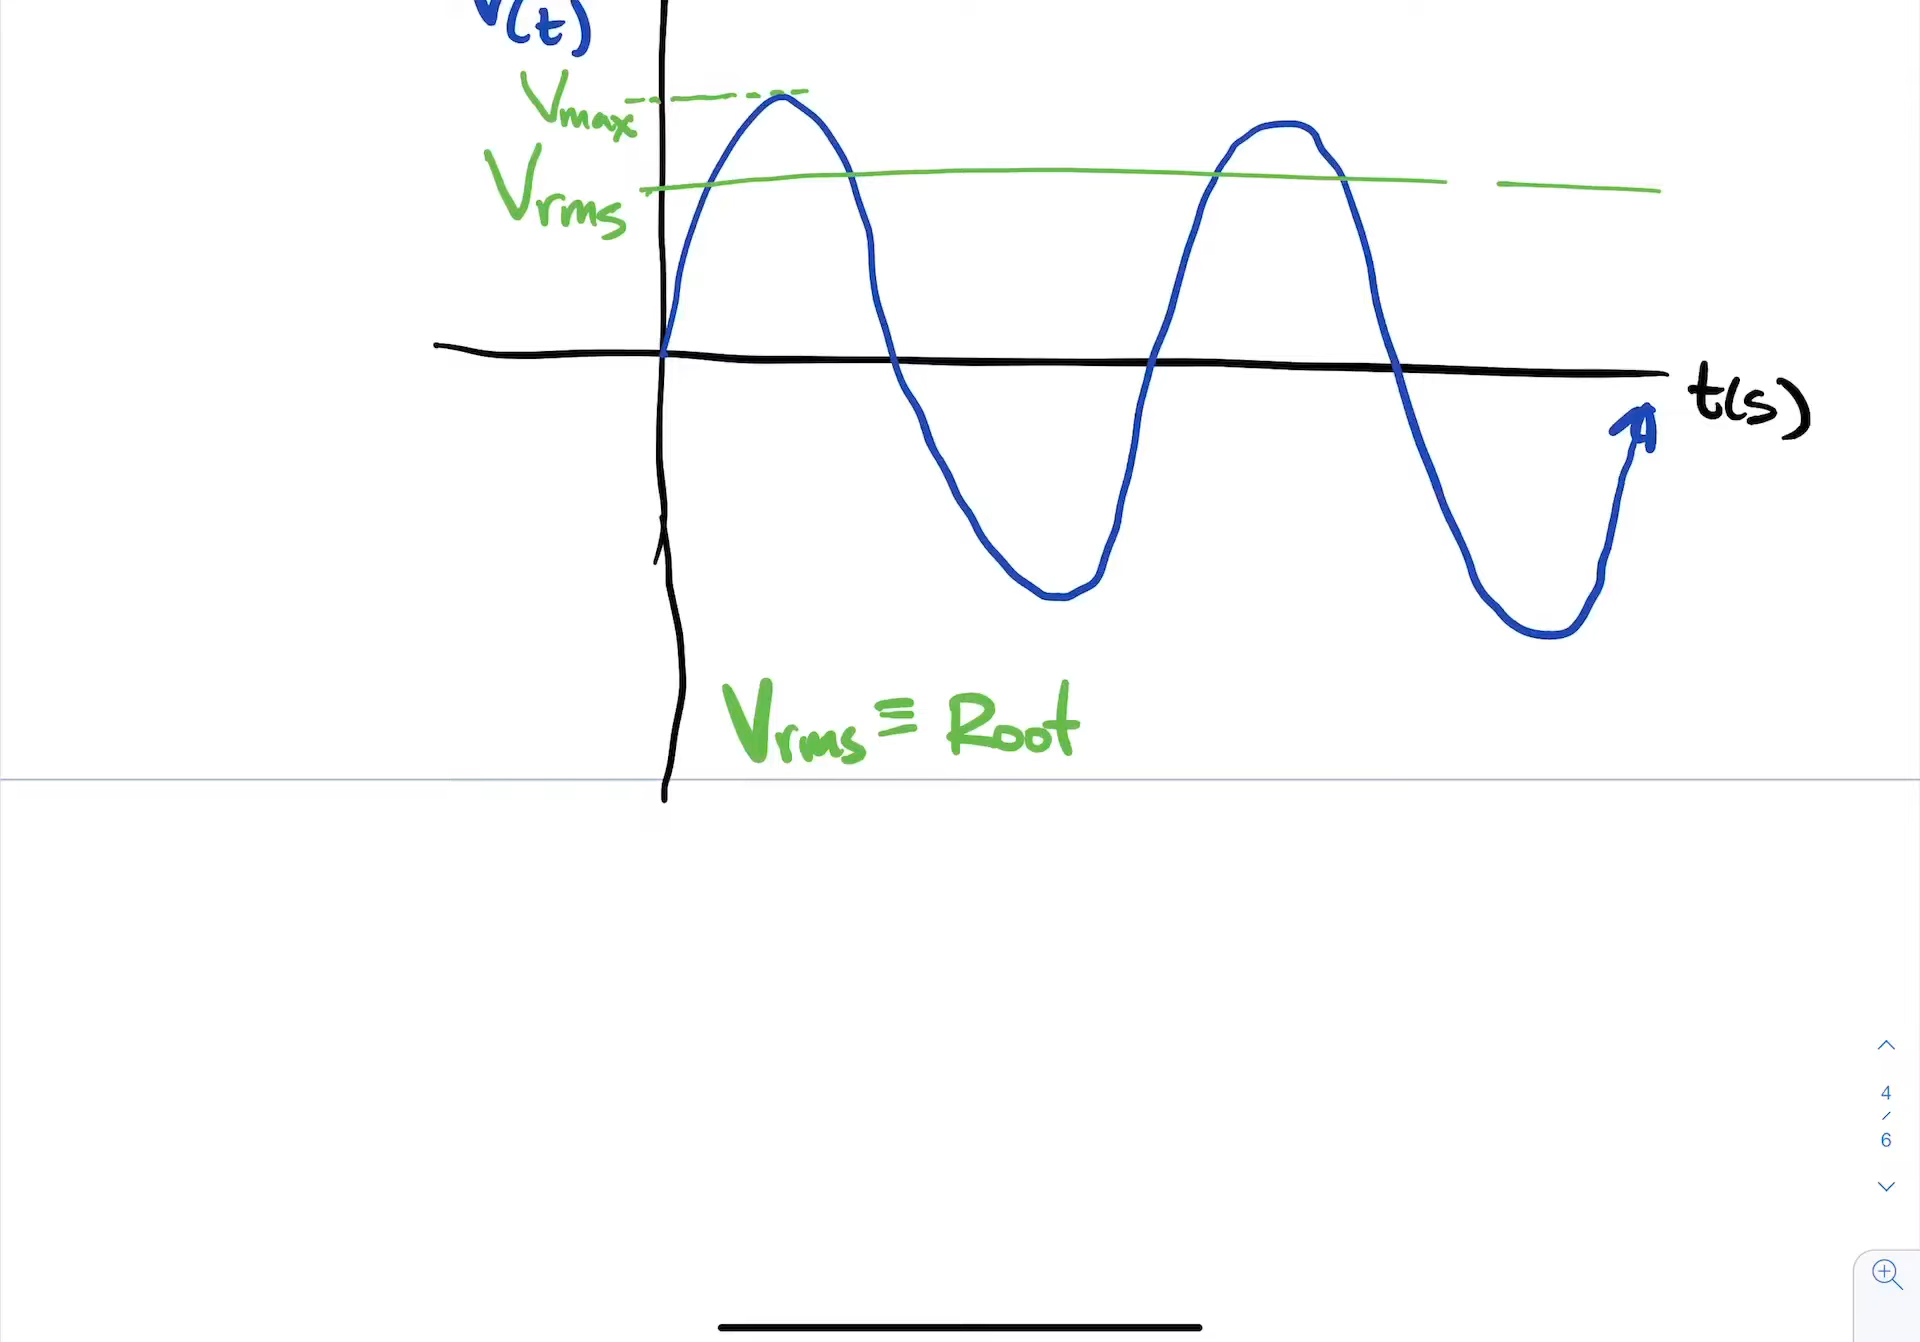 V(t)
Vmax
Vrms
t(s)
Vrms ≡ Root
4
/
6